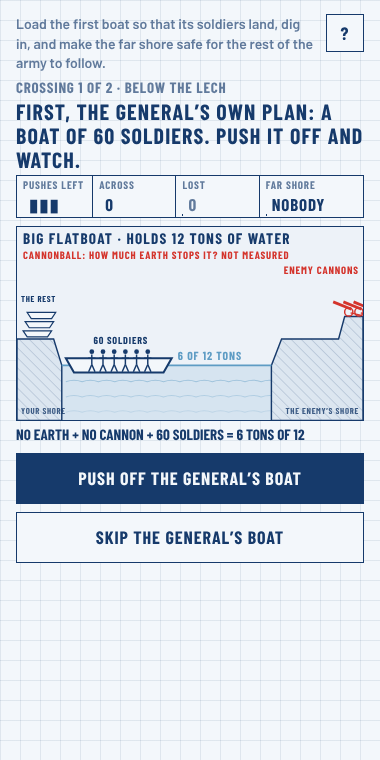 Load the first boat so that its soldiers land, dig
in, and make the far shore safe for the rest of the
army to follow.
?
CROSSING 1 OF 2 · BELOW THE LECH
FIRST, THE GENERAL’S OWN PLAN: A
BOAT OF 60 SOLDIERS. PUSH IT OFF AND
WATCH.
PUSHES LEFT ACROSS LOST FAR SHORE
0 0 NOBODY
BIG FLATBOAT · HOLDS 12 TONS OF WATER
CANNONBALL: HOW MUCH EARTH STOPS IT? NOT MEASURED
ENEMY CANNONS
THE REST
60 SOLDIERS
6 OF 12 TONS
YOUR SHORE THE ENEMY’S SHORE
NO EARTH + NO CANNON + 60 SOLDIERS = 6 TONS OF 12
PUSH OFF THE GENERAL’S BOAT
SKIP THE GENERAL’S BOAT